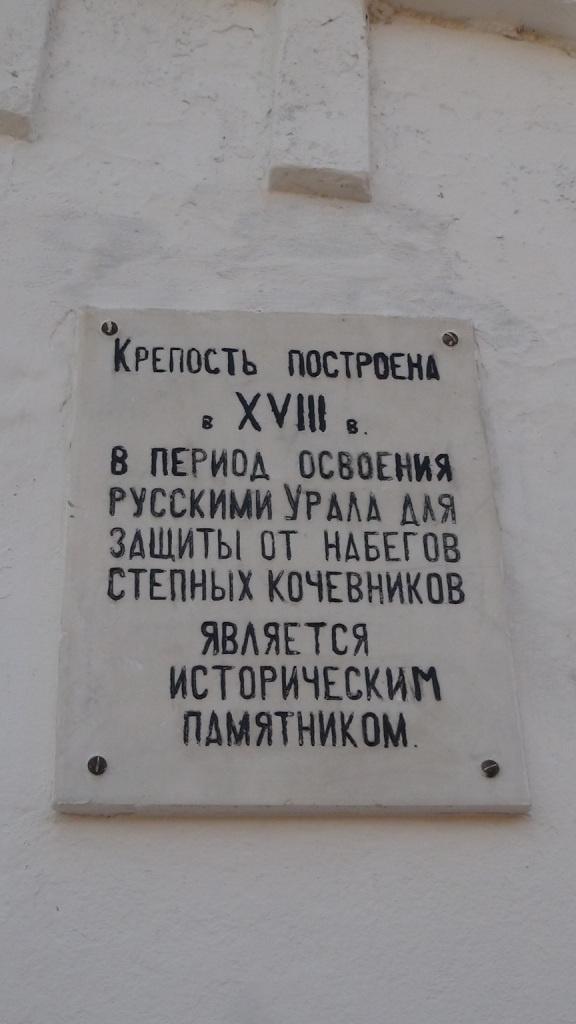 Крепость построена
в XVIII в.
в период освоения
русскими Урала для
защиты от набегов
степных кочевников
является
историческим
памятником.